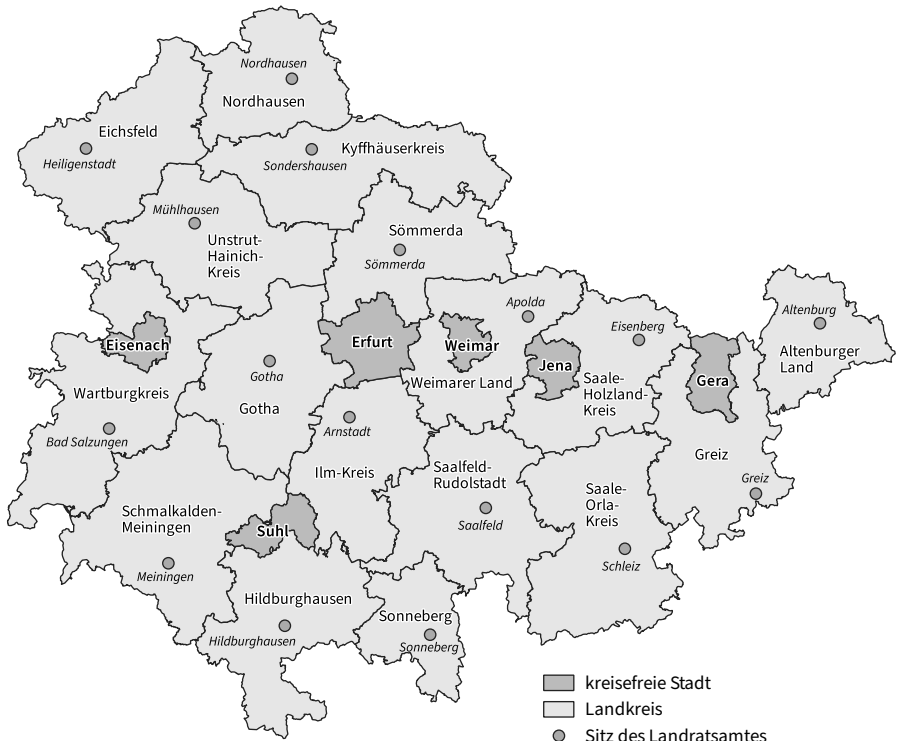 Nordhausen
Nordhausen
Eichsfeld
Heiligenstadt
Kyffhäuserkreis
Sondershausen
Mühlhausen
Unstrut-
Hainich-
Kreis
Sömmerda
Sömmerda
Eisenach
Wartburgkreis
Bad Salzungen
Gotha
Gotha
Erfurt
Apolda
Weimar
Weimarer Land
Jena
Eisenberg
Saale-
Holzland-
Kreis
Gera
Altenburg
Altenburger
Land
Arnstadt
Ilm-Kreis
Saalfeld-
Rudolstadt
Saalfeld
Greiz
Greiz
Schmalkalden-
Meiningen
Meiningen
Suhl
Saale-
Orla-
Kreis
Schleiz
Hildburghausen
Hildburghausen
Sonneberg
Sonneberg
kreisefreie Stadt
Landkreis
Sitz des Landratsamtes